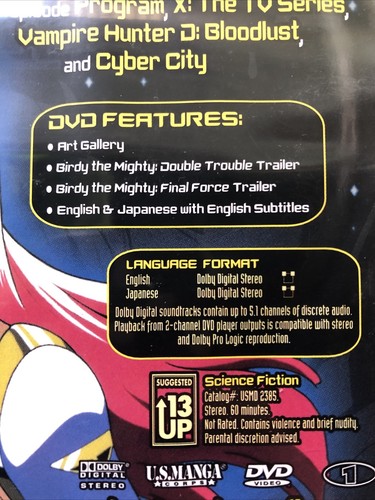 isode Program, X: The TV Series,
Vampire Hunter D: Bloodlust,
and Cyber City
DVD FEATURES:
• Art Gallery
• Birdy the Mighty: Double Trouble Trailer
• Birdy the Mighty: Final Force Trailer
• English & Japanese with English Subtitles
LANGUAGE FORMAT
English Dolby Digital Stereo
Japanese Dolby Digital Stereo
Dolby Digital soundtracks contain up to 5.1 channels of discrete audio.
Playback from 2-channel DVD player outputs is compatible with stereo
and Dolby Pro Logic reproduction.
SUGGESTED
13
UP
Science Fiction
Catalog#: USMD 2385.
Stereo. 60 minutes.
Not Rated. Contains violence and brief nudity.
Parental discretion advised.
DOLBY
DIGITAL
STEREO
U.S. MANGA
CORPS
DVD
VIDEO
1